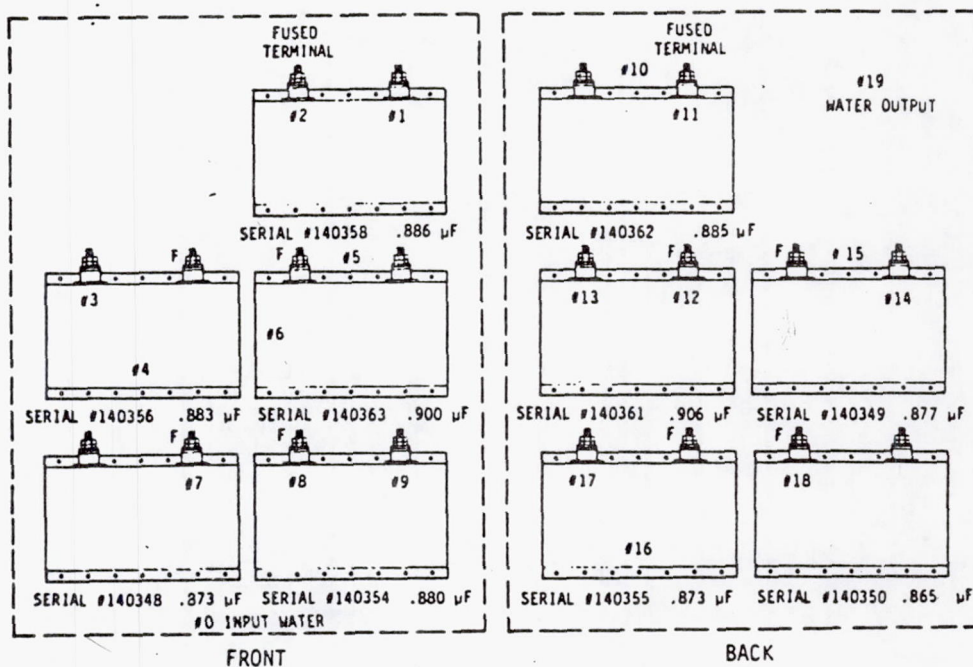 FUSED
TERMINAL
#2 #1
SERIAL #140358 .886 µF
F F #5
#3
#6
#4
SERIAL #140356 .883 µF SERIAL #140363 .900 µF
F F
#7 #8 #9
SERIAL #140348 .873 µF SERIAL #140354 .880 µF
#0 INPUT WATER
FRONT
FUSED
TERMINAL
#10
#11
#19
WATER OUTPUT
SERIAL #140362 .885 µF
F F #15
#13 #12 #14
SERIAL #140361 .906 µF SERIAL #140349 .877 µF
F F
#17 #18
#16
SERIAL #140355 .873 µF SERIAL #140350 .865 µF
BACK